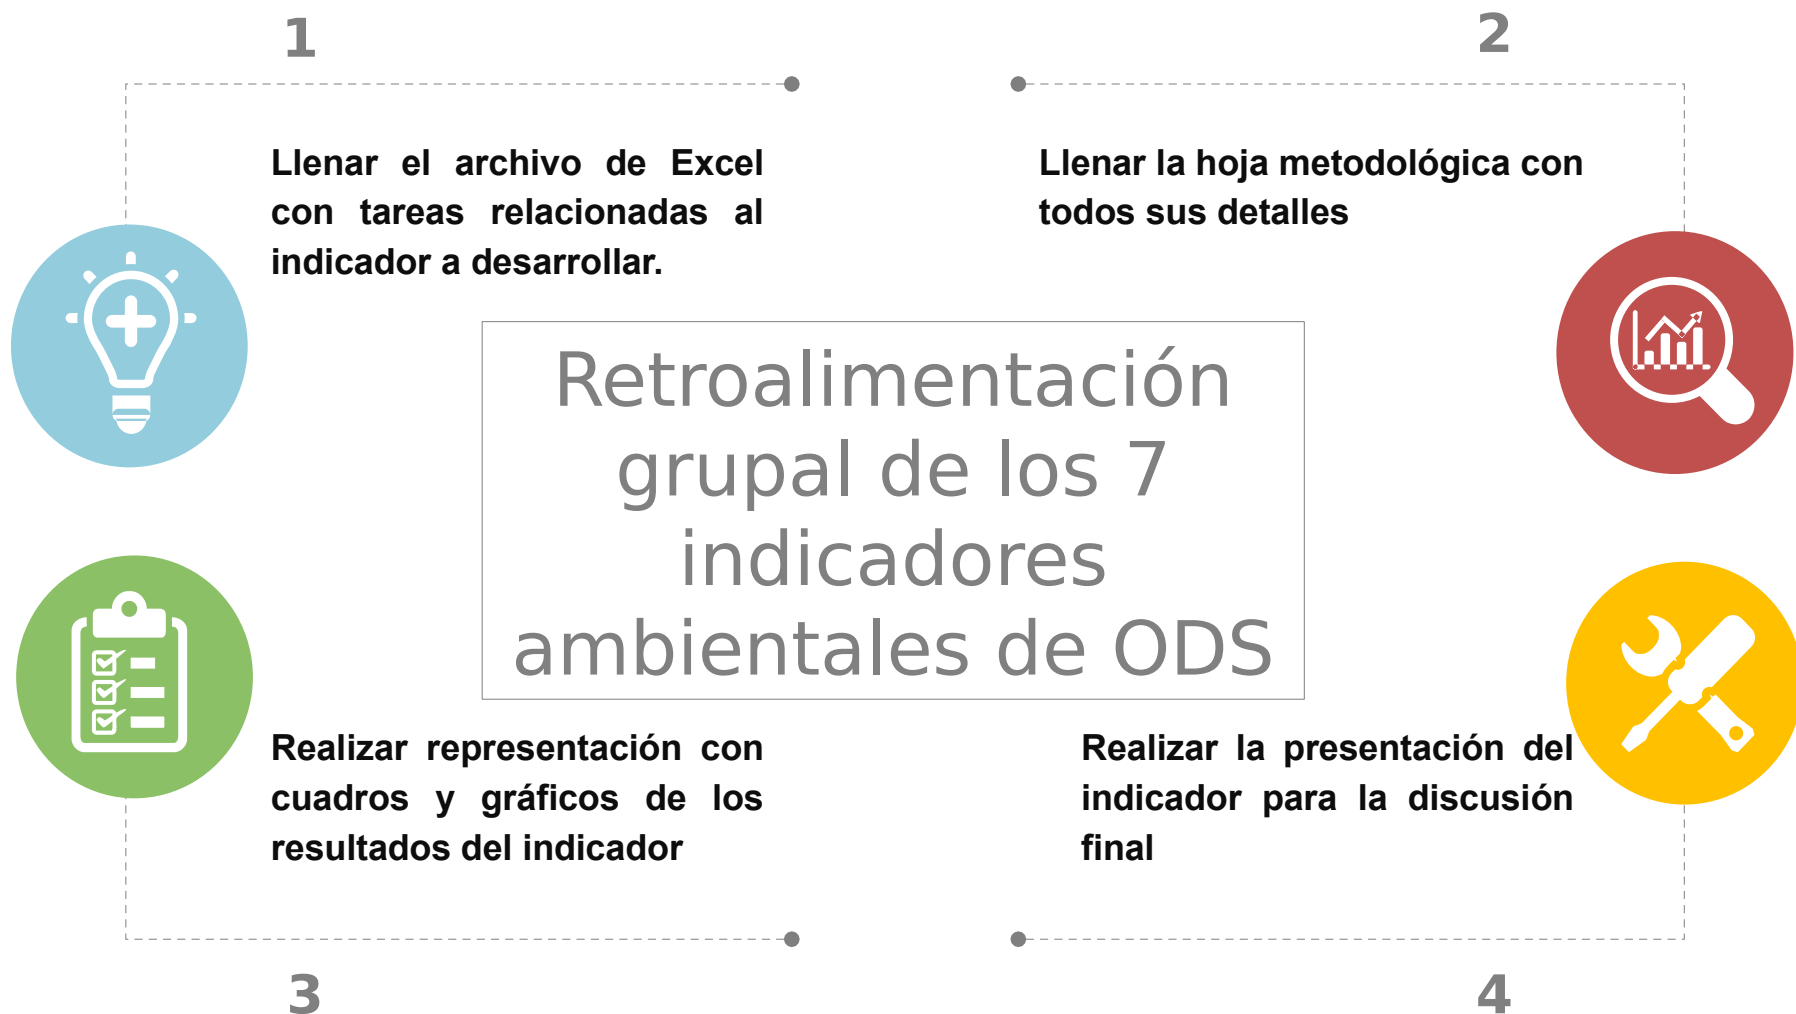 1
Llenar el archivo de Excel
con tareas relacionadas al
indicador a desarrollar.
2
Llenar la hoja metodológica con
todos sus detalles
Retroalimentación
grupal de los 7
indicadores
ambientales de ODS
Realizar representación con
cuadros y gráficos de los
resultados del indicador
3
Realizar la presentación del
indicador para la discusión
final
4